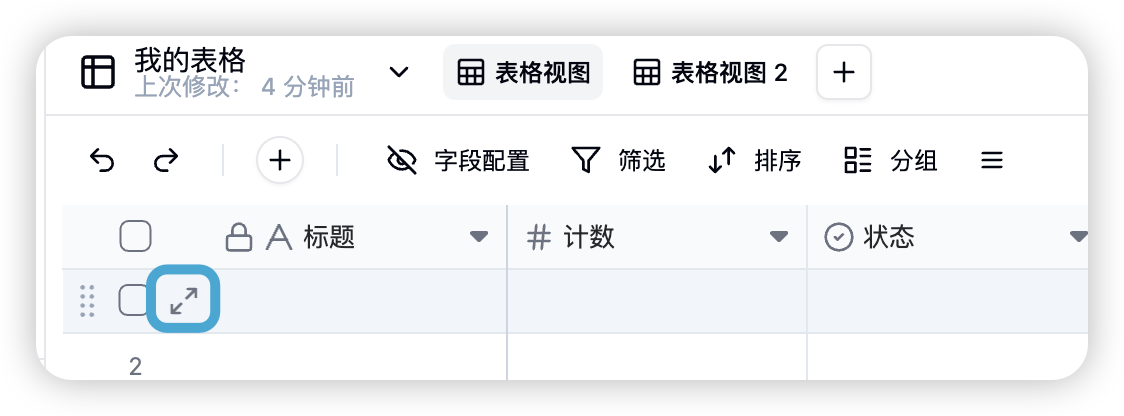 我的表格
上次修改： 4 分钟前
表格视图
表格视图 2
字段配置
筛选
排序
分组
标题
计数
状态
2